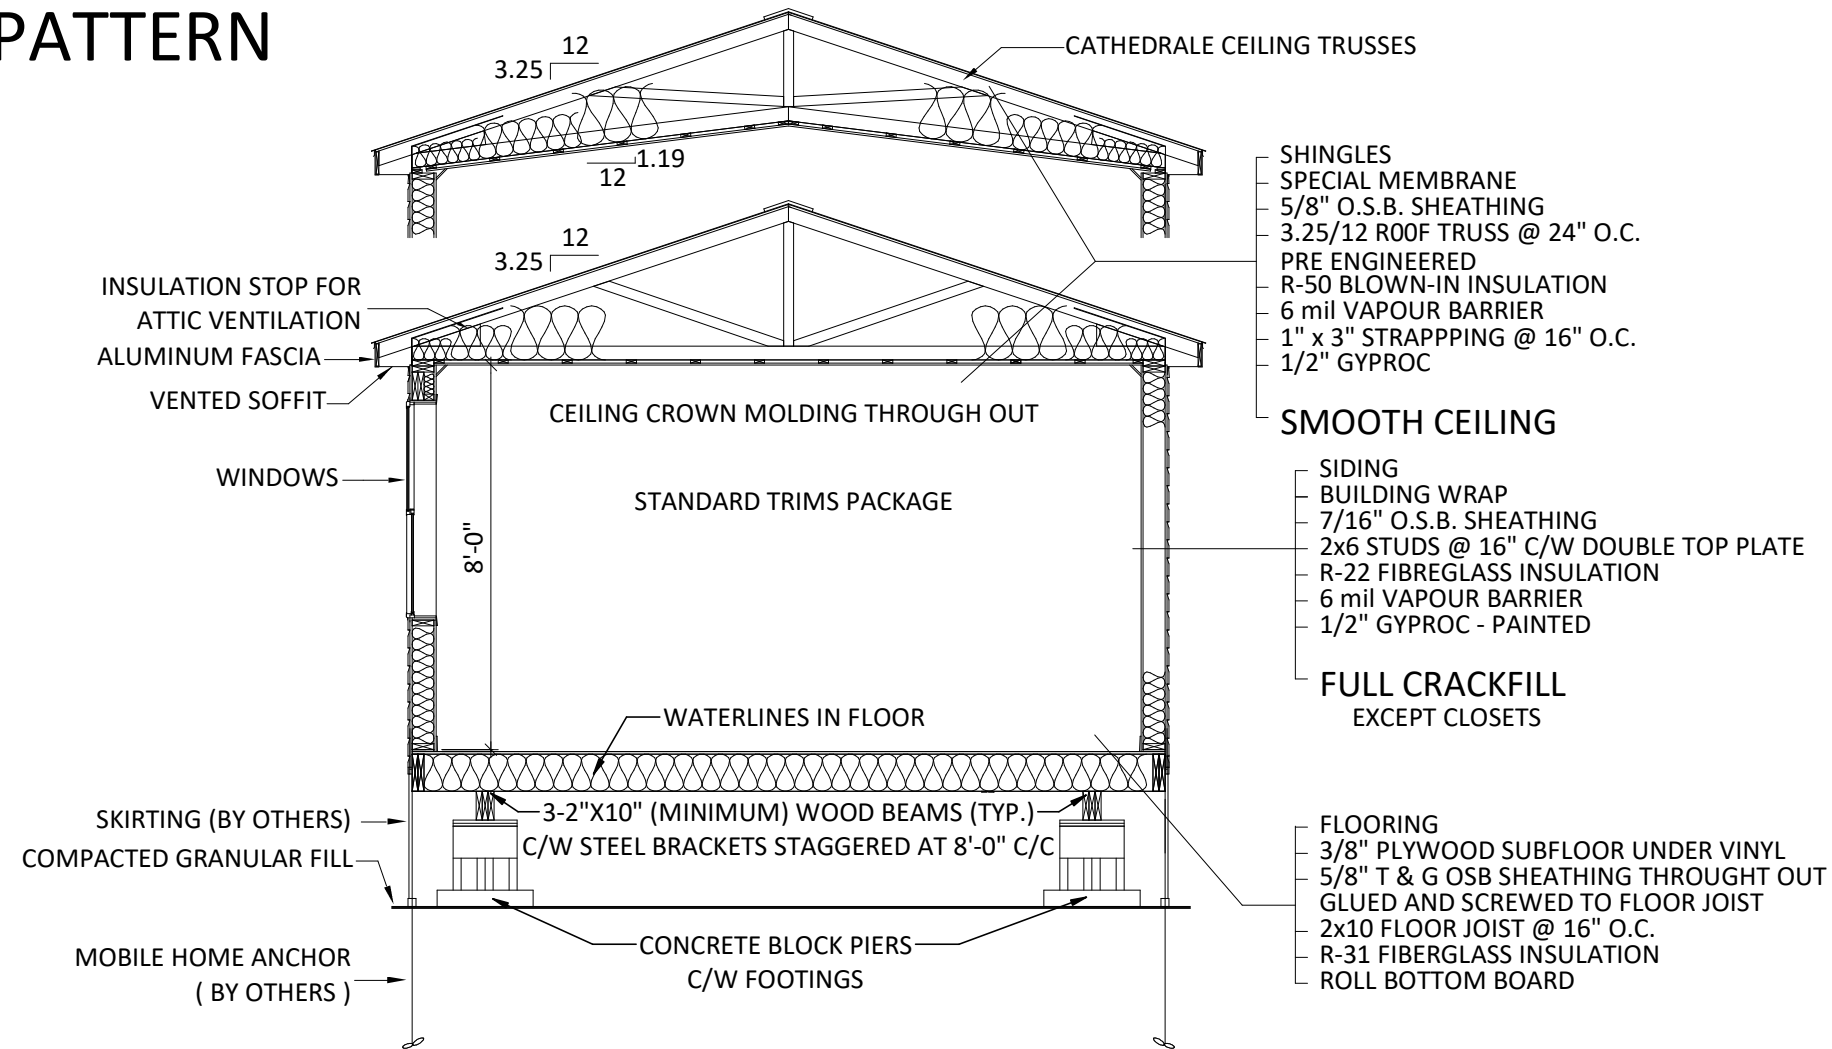 PATTERN
12
3.25
CATHEDRALE CEILING TRUSSES
1.19
12
12
3.25
INSULATION STOP FOR
ATTIC VENTILATION
ALUMINUM FASCIA
VENTED SOFFIT
WINDOWS
CEILING CROWN MOLDING THROUGH OUT
STANDARD TRIMS PACKAGE
8'-0"
WATERLINES IN FLOOR
3-2"X10" (MINIMUM) WOOD BEAMS (TYP.)
C/W STEEL BRACKETS STAGGERED AT 8'-0" C/C
SKIRTING (BY OTHERS)
COMPACTED GRANULAR FILL
CONCRETE BLOCK PIERS
C/W FOOTINGS
MOBILE HOME ANCHOR
( BY OTHERS )
SHINGLES
SPECIAL MEMBRANE
5/8" O.S.B. SHEATHING
3.25/12 R00F TRUSS @ 24" O.C.
PRE ENGINEERED
R-50 BLOWN-IN INSULATION
6 mil VAPOUR BARRIER
1" x 3" STRAPPPING @ 16" O.C.
1/2" GYPROC
SMOOTH CEILING
SIDING
BUILDING WRAP
7/16" O.S.B. SHEATHING
2x6 STUDS @ 16" C/W DOUBLE TOP PLATE
R-22 FIBREGLASS INSULATION
6 mil VAPOUR BARRIER
1/2" GYPROC - PAINTED
FULL CRACKFILL
EXCEPT CLOSETS
FLOORING
3/8" PLYWOOD SUBFLOOR UNDER VINYL
5/8" T & G OSB SHEATHING THROUGHT OUT
GLUED AND SCREWED TO FLOOR JOIST
2x10 FLOOR JOIST @ 16" O.C.
R-31 FIBERGLASS INSULATION
ROLL BOTTOM BOARD